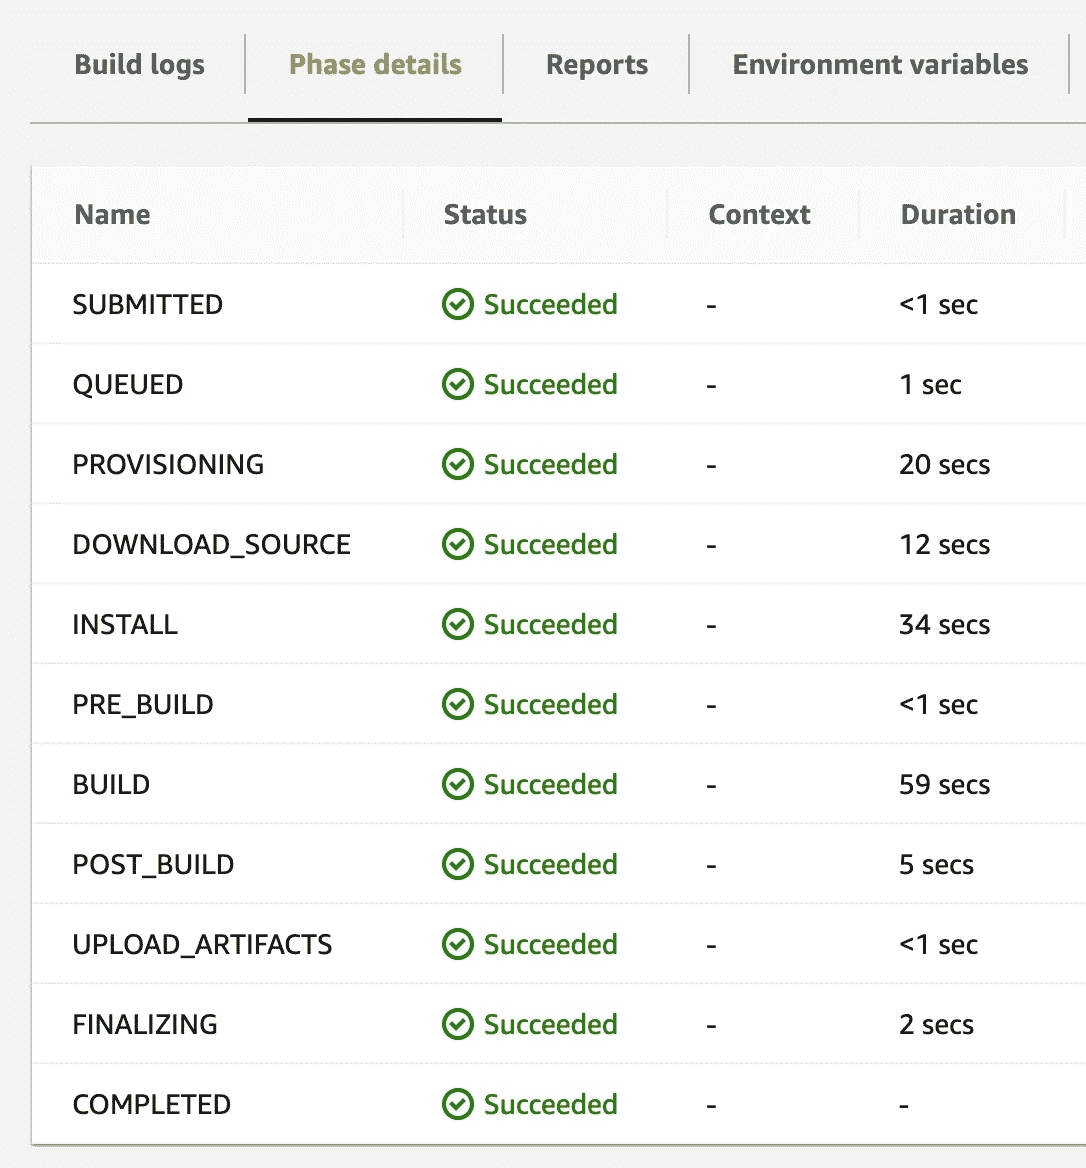 Build logs Phase details Reports Environment variables
Name Status Context Duration
SUBMITTED Succeeded - <1 sec
QUEUED Succeeded - 1 sec
PROVISIONING Succeeded - 20 secs
DOWNLOAD_SOURCE Succeeded - 12 secs
INSTALL Succeeded - 34 secs
PRE_BUILD Succeeded - <1 sec
BUILD Succeeded - 59 secs
POST_BUILD Succeeded - 5 secs
UPLOAD_ARTIFACTS Succeeded - <1 sec
FINALIZING Succeeded - 2 secs
COMPLETED Succeeded - -